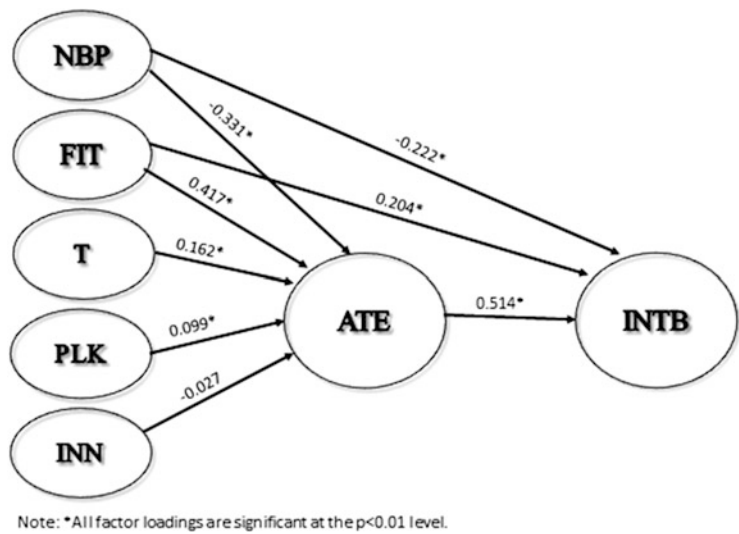 NBP
-0.331*
-0.222*
FIT
0.417*
0.204*
T
0.162*
ATE
0.514*
INTB
PLK
0.099*
INN
-0.027
Note: *All factor loadings are significant at the p<0.01 level.